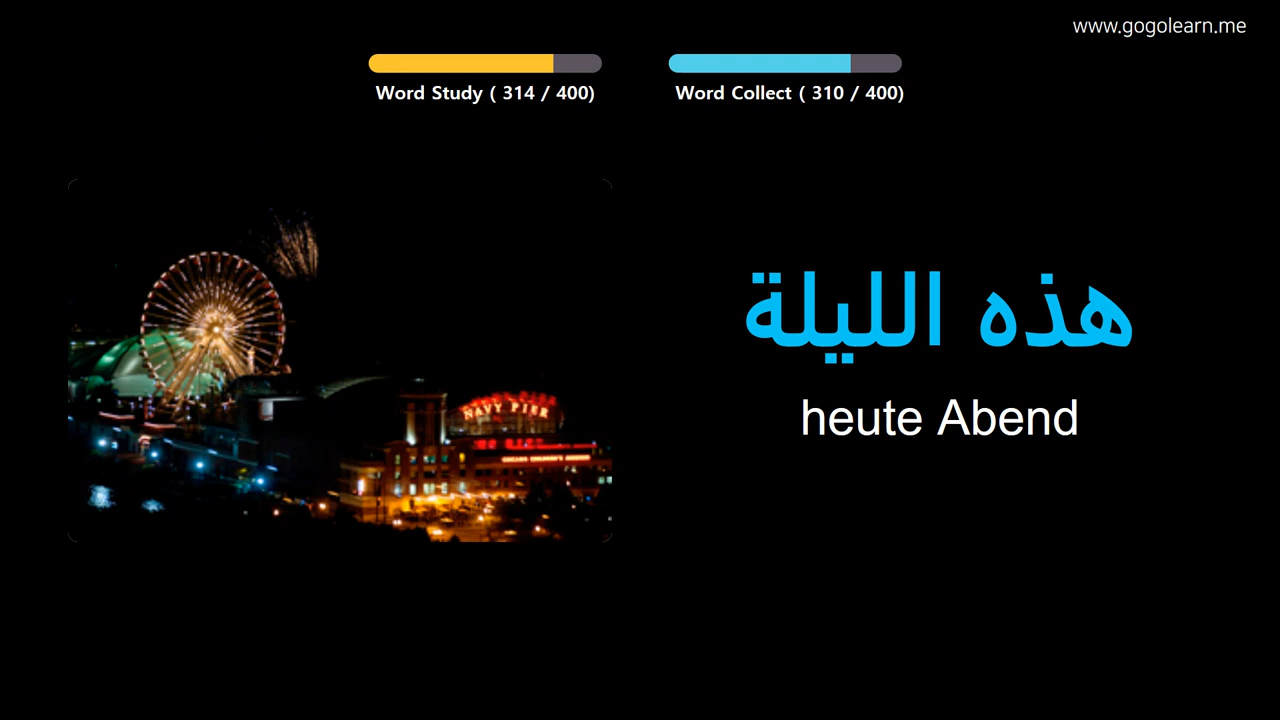 www.gogolearn.me
Word Study ( 314 / 400)
Word Collect ( 310 / 400)
NAVY PIER
هذه الليلة
heute Abend